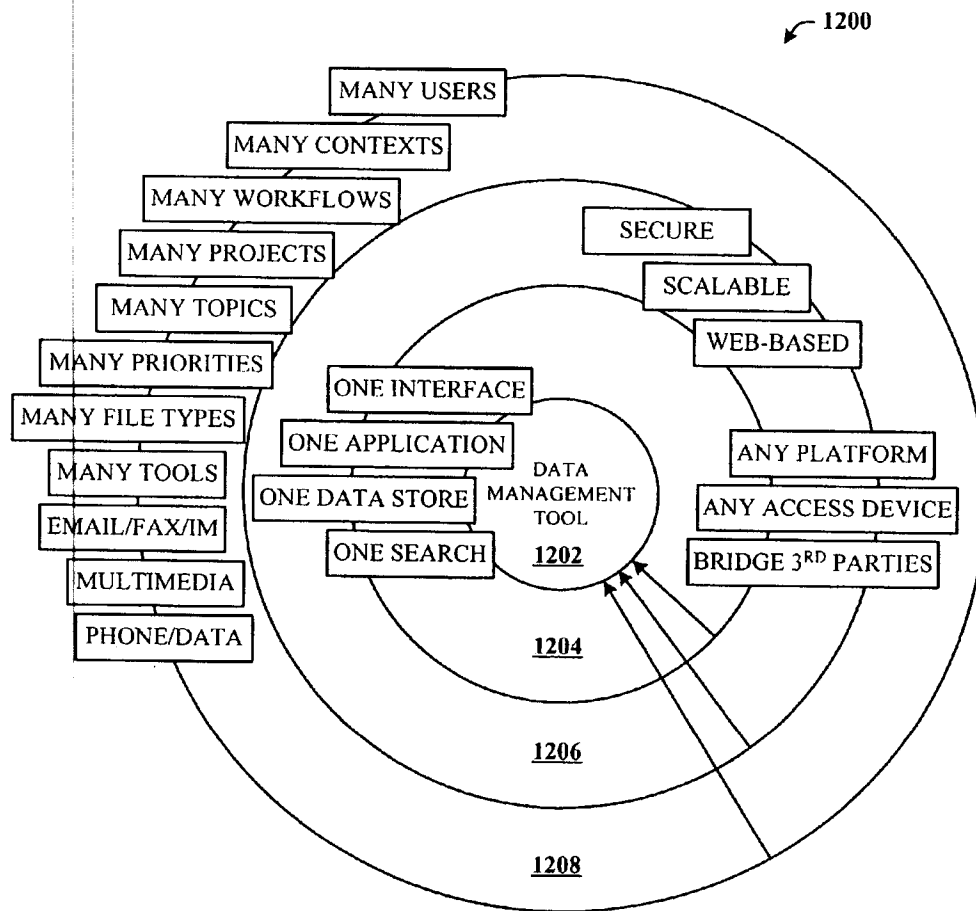 1200
MANY USERS
MANY CONTEXTS
MANY WORKFLOWS
MANY PROJECTS
MANY TOPICS
MANY PRIORITIES
MANY FILE TYPES
MANY TOOLS
EMAIL/FAX/IM
MULTIMEDIA
PHONE/DATA
SECURE
SCALABLE
WEB-BASED
ONE INTERFACE
ONE APPLICATION
ONE DATA STORE
ONE SEARCH
DATA
MANAGEMENT
TOOL
1202
ANY PLATFORM
ANY ACCESS DEVICE
BRIDGE 3RD PARTIES
1204
1206
1208